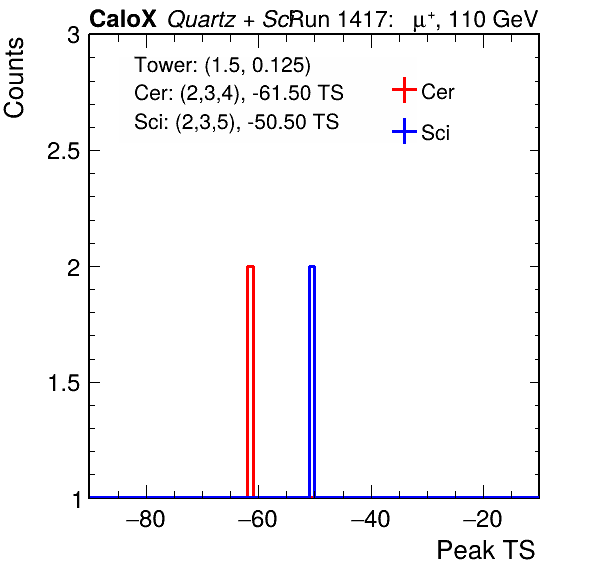 CaloX Quartz + Sci Run 1417: μ⁺, 110 GeV
Counts
Tower: (1.5, 0.125)
Cer: (2,3,4), -61.50 TS
Sci: (2,3,5), -50.50 TS
Cer
Sci
3
2.5
2
1.5
1
−80 −60 −40 −20
Peak TS